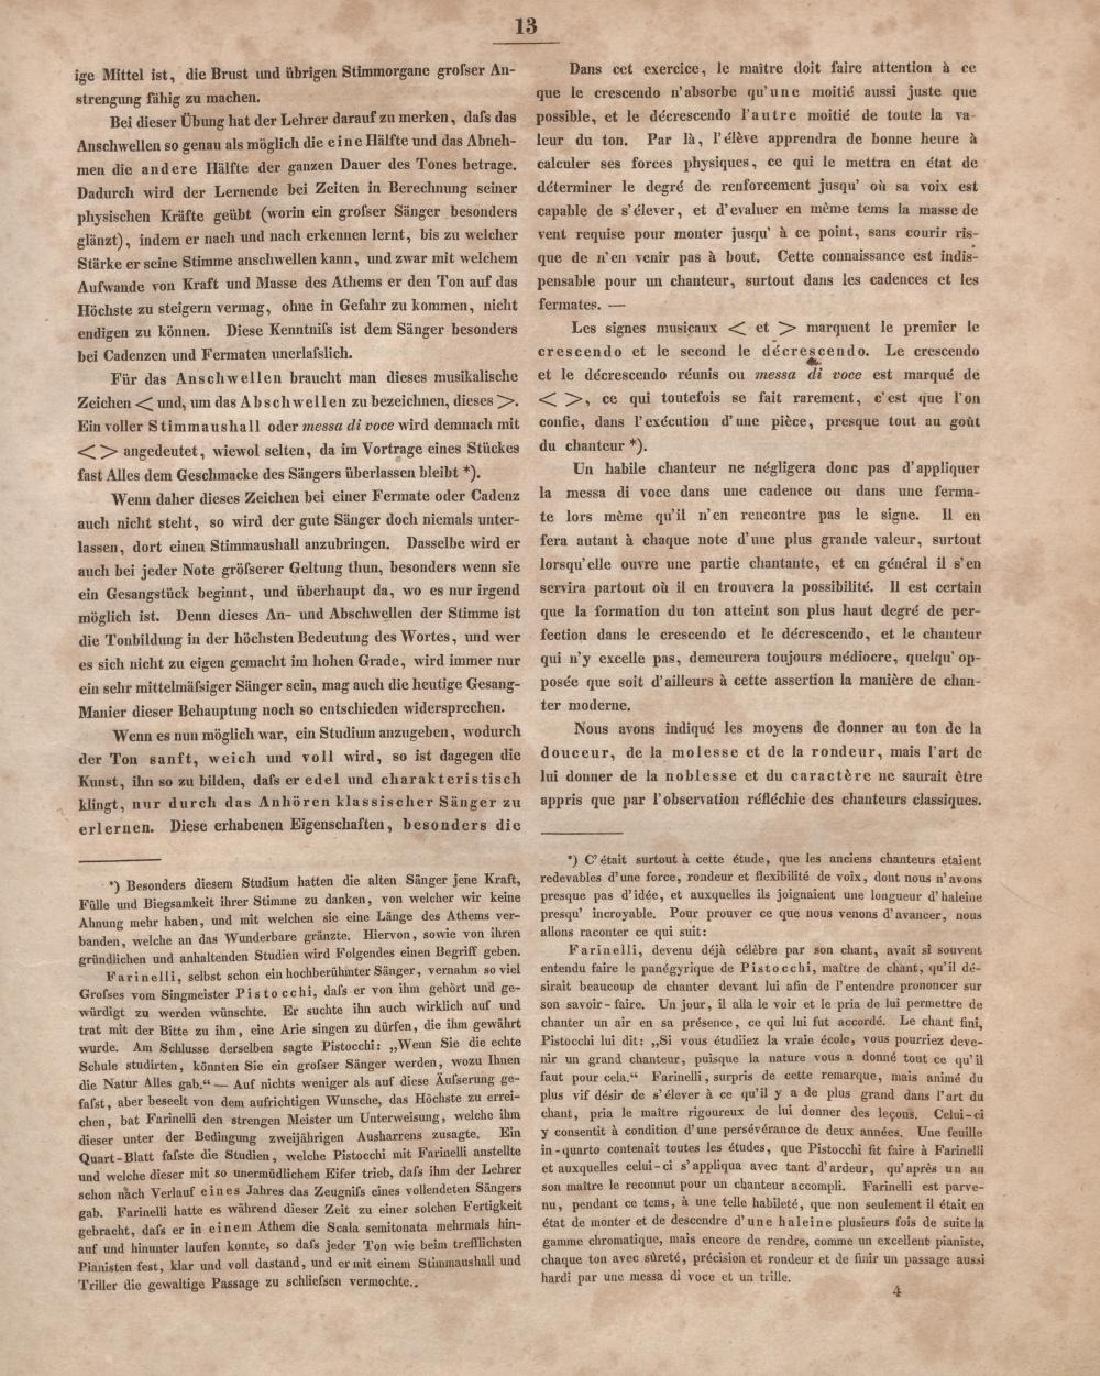 13
ige Mittel ist, die Brust und übrigen Stimmorgane groſser An-
strengung fähig zu machen.
Bei dieser Übung hat der Lehrer darauf zu merken, daſs das
Anschwellen so genau als möglich die eine Hälfte und das Abneh-
men die andere Hälfte der ganzen Dauer des Tones betrage.
Dadurch wird der Lernende bei Zeiten in Berechnung seiner
physischen Kräfte geübt (worin ein groſser Sänger besonders
glänzt), indem er nach und nach erkennen lernt, bis zu welcher
Stärke er seine Stimme anschwellen kann, und zwar mit welchem
Aufwande von Kraft und Masse des Athems er den Ton auf das
Höchste zu steigern vermag, ohne in Gefahr zu kommen, nicht
endigen zu können. Diese Kenntniſs ist dem Sänger besonders
bei Cadenzen und Fermaten unerlaſslich.
Für das Anschwellen braucht man dieses musikalische
Zeichen < und, um das Abschwellen zu bezeichnen, dieses >.
Ein voller Stimmaushall oder messa di voce wird demnach mit
< > angedeutet, wiewol selten, da im Vortrage eines Stückes
fast Alles dem Geschmacke des Sängers überlassen bleibt *).
Wenn daher dieses Zeichen bei einer Fermate oder Cadenz
auch nicht steht, so wird der gute Sänger doch niemals unter-
lassen, dort einen Stimmaushall anzubringen. Dasselbe wird er
auch bei jeder Note gröſserer Geltung thun, besonders wenn sie
ein Gesangstück beginnt, und überhaupt da, wo es nur irgend
möglich ist. Denn dieses An- und Abschwellen der Stimme ist
die Tonbildung in der höchsten Bedeutung des Wortes, und wer
es sich nicht zu eigen gemacht im hohen Grade, wird immer nur
ein sehr mittelmäſsiger Sänger sein, mag auch die heutige Gesang-
Manier dieser Behauptung noch so entschieden widersprechen.
Wenn es nun möglich war, ein Studium anzugeben, wodurch
der Ton sanft, weich und voll wird, so ist dagegen die
Kunst, ihn so zu bilden, daſs er edel und charakteristisch
klingt, nur durch das Anhören klassischer Sänger zu
erlernen. Diese erhabenen Eigenschaften, besonders die
*) Besonders diesem Studium hatten die alten Sänger jene Kraft,
Fülle und Biegsamkeit ihrer Stimme zu danken, von welcher wir keine
Ahnung mehr haben, und mit welchen sie eine Länge des Athems ver-
banden, welche an das Wunderbare gränzte. Hiervon, sowie von ihren
gründlichen und anhaltenden Studien wird Folgendes einen Begriff geben.
Farinelli, selbst schon ein hochberühmter Sänger, vernahm so viel
Groſses vom Singmeister Pistocchi, daſs er von ihm gehört und ge-
würdigt zu werden wünschte. Er suchte ihn auch wirklich auf und
trat mit der Bitte zu ihm, eine Arie singen zu dürfen, die ihm gewährt
wurde. Am Schlusse derselben sagte Pistocchi: „Wenn Sie die echte
Schule studirten, könnten Sie ein groſser Sänger werden, wozu Ihnen
die Natur Alles gab.“ — Auf nichts weniger als auf diese Äuſserung ge-
faſst, aber beseelt von dem aufrichtigen Wunsche, das Höchste zu errei-
chen, bat Farinelli den strengen Meister um Unterweisung, welche ihm
dieser unter der Bedingung zweijährigen Ausharrens zusagte. Ein
Quart-Blatt faſste die Studien, welche Pistocchi mit Farinelli anstellte
und welche dieser mit so unermüdlichem Eifer trieb, daſs ihm der Lehrer
schon nach Verlauf eines Jahres das Zeugniſs eines vollendeten Sängers
gab. Farinelli hatte es während dieser Zeit zu einer solchen Fertigkeit
gebracht, daſs er in einem Athem die Scala semitonata mehrmals hin-
auf und hinunter laufen konnte, so daſs jeder Ton wie beim trefflichsten
Pianisten fest, klar und voll dastand, und er mit einem Stimmaushall und
Triller die gewaltige Passage zu schlieſsen vermochte..
Dans cet exercice, le maître doit faire attention à ce
que le crescendo n'absorbe qu'une moitié aussi juste que
possible, et le décrescendo l'autre moitié de toute la va-
leur du ton. Par là, l'élève apprendra de bonne heure à
calculer ses forces physiques, ce qui le mettra en état de
déterminer le degré de renforcement jusqu' où sa voix est
capable de s'élever, et d'evaluer en même tems la masse de
vent requise pour monter jusqu' à ce point, sans courir ris-
que de n'en venir pas à bout. Cette connaissance est indis-
pensable pour un chanteur, surtout dans les cadences et les
fermates. —
Les signes musicaux < et > marquent le premier le
crescendo et le second le décrescendo. Le crescendo
et le décrescendo réunis ou messa di voce est marqué de
< >, ce qui toutefois se fait rarement, c'est que l'on
confie, dans l'exécution d'une pièce, presque tout au goût
du chanteur *).
Un habile chanteur ne négligera donc pas d'appliquer
la messa di voce dans une cadence ou dans une ferma-
te lors même qu'il n'en rencontre pas le signe. Il en
fera autant à chaque note d'une plus grande valeur, surtout
lorsqu'elle ouvre une partie chantante, et en général il s'en
servira partout où il en trouvera la possibilité. Il est certain
que la formation du ton atteint son plus haut degré de per-
fection dans le crescendo et le décrescendo, et le chanteur
qui n'y excelle pas, demeurera toujours médiocre, quelqu' op-
posée que soit d'ailleurs à cette assertion la manière de chan-
ter moderne.
Nous avons indiqué les moyens de donner au ton de la
douceur, de la molesse et de la rondeur, mais l'art de
lui donner de la noblesse et du caractère ne saurait être
appris que par l'observation réfléchie des chanteurs classiques.
*) C'était surtout à cette étude, que les anciens chanteurs etaient
redevables d'une force, rondeur et flexibilité de voix, dont nous n'avons
presque pas d'idée, et auxquelles ils joignaient une longueur d'haleine
presqu' incroyable. Pour prouver ce que nous venons d'avancer, nous
allons raconter ce qui suit:
Farinelli, devenu déjà célèbre par son chant, avait si souvent
entendu faire le panégyrique de Pistocchi, maître de chant, qu'il dé-
sirait beaucoup de chanter devant lui afin de l'entendre prononcer sur
son savoir-faire. Un jour, il alla le voir et le pria de lui permettre de
chanter un air en sa présence, ce qui lui fut accordé. Le chant fini,
Pistocchi lui dit: „Si vous étudiiez la vraie école, vous pourriez deve-
nir un grand chanteur, puisque la nature vous a donné tout ce qu'il
faut pour cela.“ Farinelli, surpris de cette remarque, mais animé du
plus vif désir de s'élever à ce qu'il y a de plus grand dans l'art du
chant, pria le maître rigoureux de lui donner des leçons. Celui-ci
y consentit à condition d'une persévérance de deux années. Une feuille
in-quarto contenait toutes les études, que Pistocchi fit faire à Farinelli
et auxquelles celui-ci s'appliqua avec tant d'ardeur, qu'après un an
son maître le reconnut pour un chanteur accompli. Farinelli est parve-
nu, pendant ce tems, à une telle habileté, que non seulement il était en
état de monter et de descendre d'une haleine plusieurs fois de suite la
gamme chromatique, mais encore de rendre, comme un excellent pianiste,
chaque ton avec sûreté, précision et rondeur et de finir un passage aussi
hardi par une messa di voce et un trille.
4